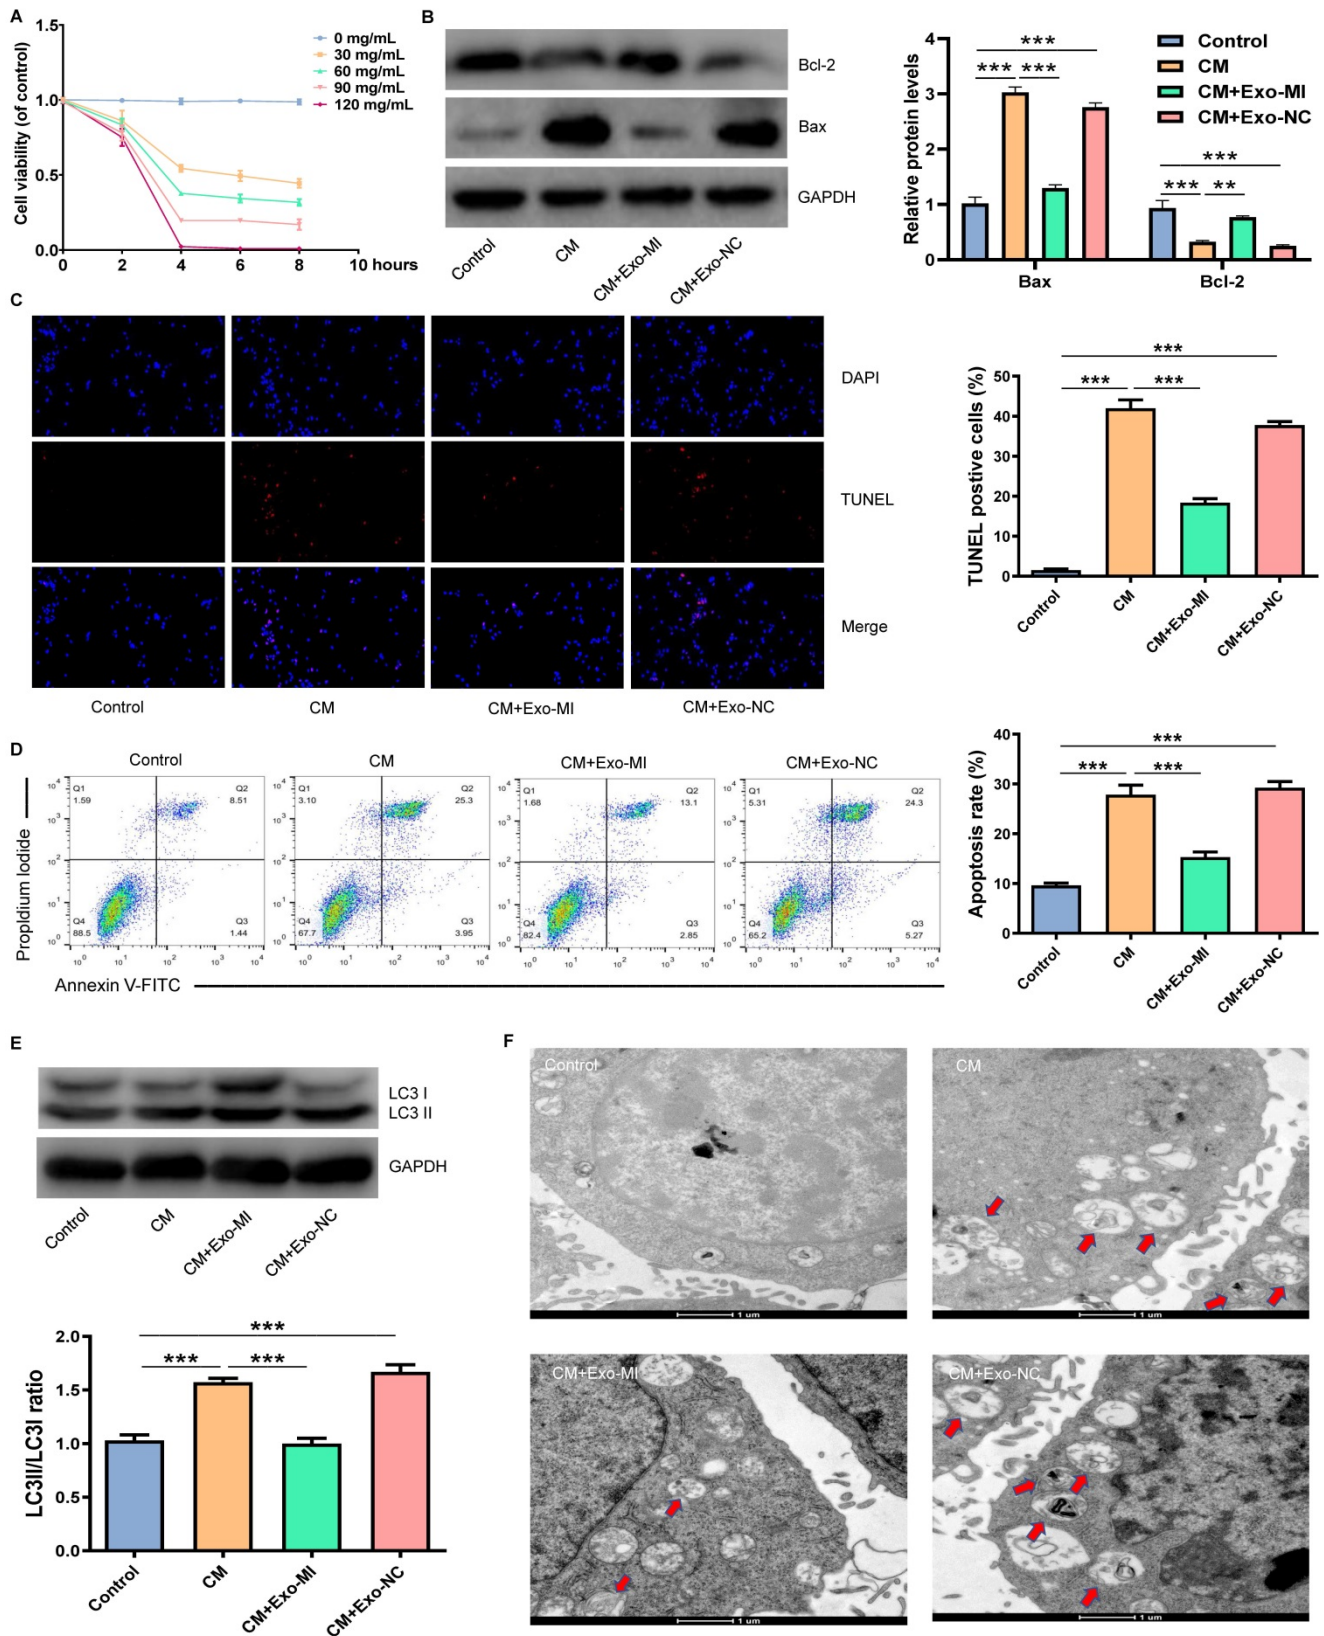 A
1.5
1.0
0.5
0.0
Cell viability (of control)
0 2 4 6 8 10 hours
0 mg/mL
30 mg/mL
60 mg/mL
90 mg/mL
120 mg/mL
B
Bcl-2
Bax
GAPDH
Control
CM
CM+Exo-MI
CM+Exo-NC
Relative protein levels
4
3
2
1
0
*** 
*** ***
***
*** **
Bax Bcl-2
Control
CM
CM+Exo-MI
CM+Exo-NC
C
DAPI
TUNEL
Merge
Control CM CM+Exo-MI CM+Exo-NC
TUNEL postive cells (%)
50
40
30
20
10
0
***
*** ***
Control
CM
CM+Exo-MI
CM+Exo-NC
D
Control CM CM+Exo-MI CM+Exo-NC
PropIdium Iodide
Q1
1.59
Q2
8.51
Q4
88.5
Q3
1.44
Q1
3.10
Q2
25.3
Q4
67.7
Q3
3.95
Q1
1.68
Q2
13.1
Q4
82.4
Q3
2.85
Q1
5.31
Q2
24.3
Q4
65.2
Q3
5.27
Annexin V-FITC
Apoptosis rate (%)
40
30
20
10
0
***
*** ***
Control
CM
CM+Exo-MI
CM+Exo-NC
E
LC3 I
LC3 II
GAPDH
Control
CM
CM+Exo-MI
CM+Exo-NC
LC3II/LC3I ratio
2.0
1.5
1.0
0.5
0.0
***
*** ***
Control
CM
CM+Exo-MI
CM+Exo-NC
F
Control
1 um
CM
1 um
CM+Exo-MI
1 um
CM+Exo-NC
1 um